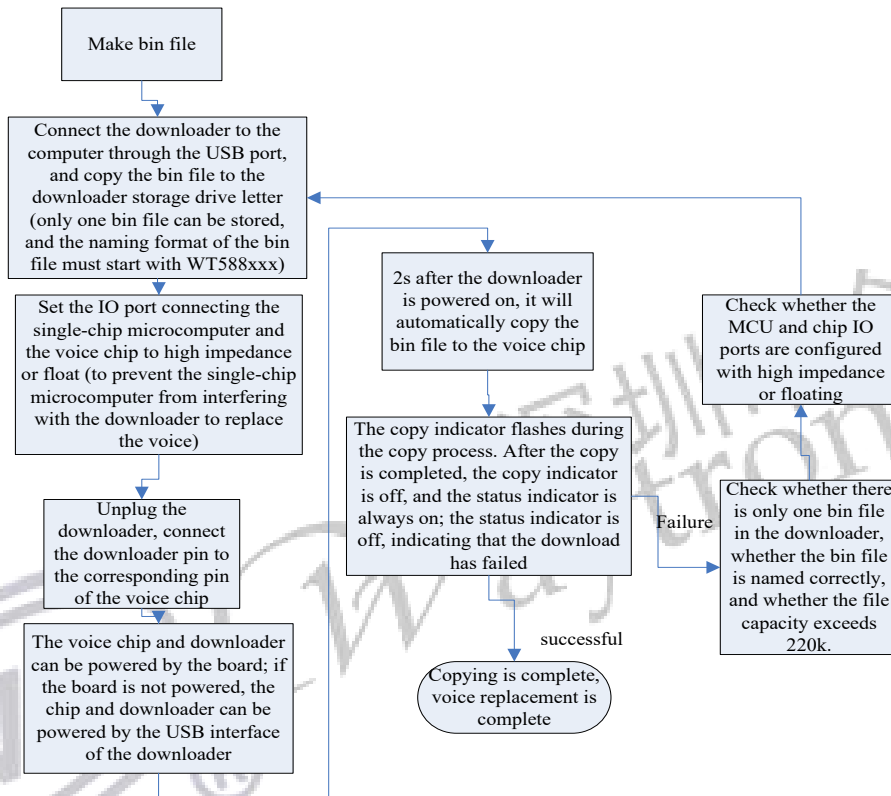 Make bin file
Connect the downloader to the
computer through the USB port,
and copy the bin file to the
downloader storage drive letter
(only one bin file can be stored,
and the naming format of the bin
file must start with WT588xxx)
Set the IO port connecting the
single-chip microcomputer and
the voice chip to high impedance
or float (to prevent the single-chip
microcomputer from interfering
with the downloader to replace
the voice)
Unplug the
downloader, connect
the downloader pin to
the corresponding pin
of the voice chip
The voice chip and downloader
can be powered by the board; if
the board is not powered, the
chip and downloader can be
powered by the USB interface
of the downloader
2s after the downloader
is powered on, it will
automatically copy the
bin file to the voice chip
The copy indicator flashes during
the copy process. After the copy
is completed, the copy indicator
is off, and the status indicator is
always on; the status indicator is
off, indicating that the download
has failed
successful
Copying is complete,
voice replacement is
complete
Failure
Check whether there
is only one bin file
in the downloader,
whether the bin file
is named correctly,
and whether the file
capacity exceeds
220k.
Check whether the
MCU and chip IO
ports are configured
with high impedance
or floating